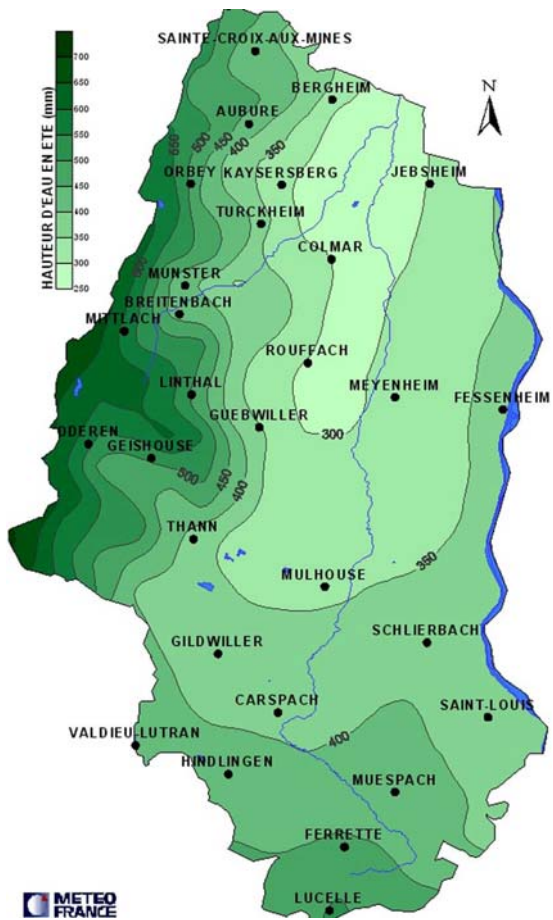 SAINTE-CROIX-AUX-MINES
700
650
600
550
500
450
400
350
300
250
HAUTEUR D'EAU EN ETE (mm)
BERGHEIM
N
AUBURE
350
400
450
500
550
ORBEY
KAYSERSBERG
JEBSHEIM
TURCKHEIM
COLMAR
MUNSTER
BREITENBACH
MITTLACH
ROUFFACH
LINTHAL
MEYENHEIM
FESSENHEIM
GUEBWILLER
300
ODEREN
GEISHOUSE
500
450
400
THANN
350
MULHOUSE
GILDWILLER
SCHLIERBACH
CARSPACH
SAINT-LOUIS
VALDIEU-LUTRAN
400
HINDLINGEN
MUESPACH
FERRETTE
LUCELLE
METEO
FRANCE